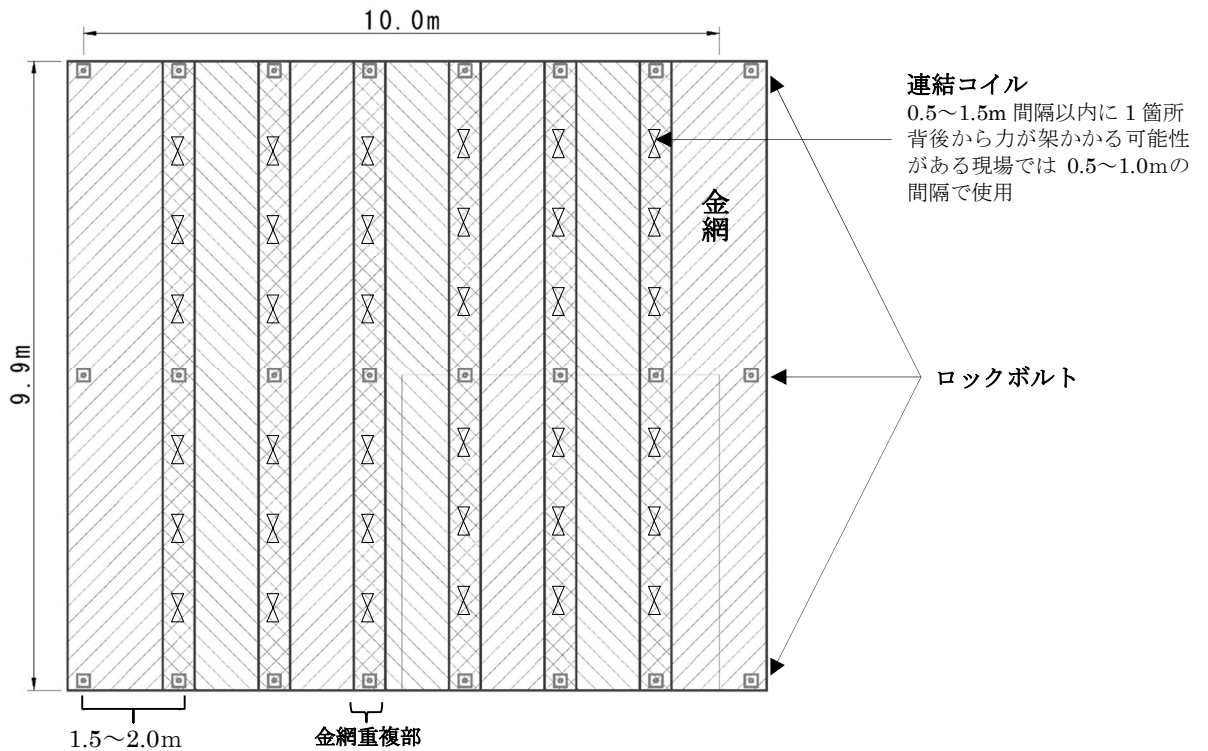 10.0m
連結コイル
0.5～1.5m 間隔以内に 1 箇所
背後から力が架かかる可能性
がある現場では 0.5～1.0mの
間隔で使用
金網
9.9m
ロックボルト
1.5～2.0m
金網重複部